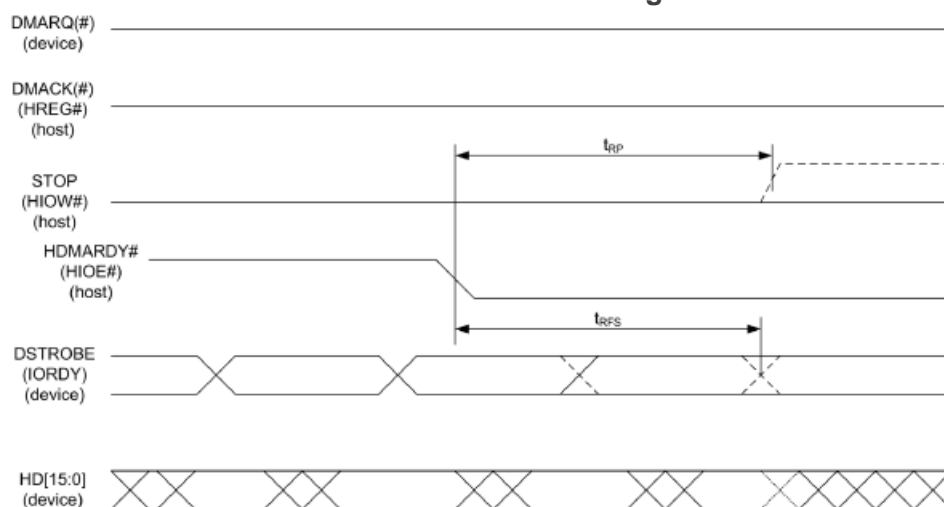 g
DMARQ(#)
(device)
DMACK(#)
(HREG#)
(host)
tRP
STOP
(HIOW#)
(host)
HDMARDY#
(HIOE#)
(host)
tRFS
DSTROBE
(IORDY)
(device)
HD[15:0]
(device)